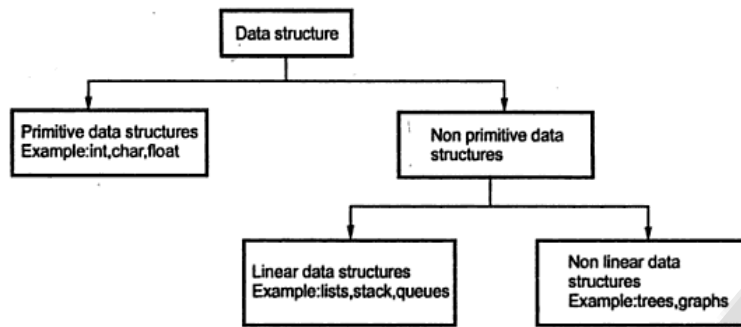 Data structure
Primitive data structures
Example:int,char,float
Non primitive data
structures
Linear data structures
Example:lists,stack,queues
Non linear data
structures
Example:trees,graphs